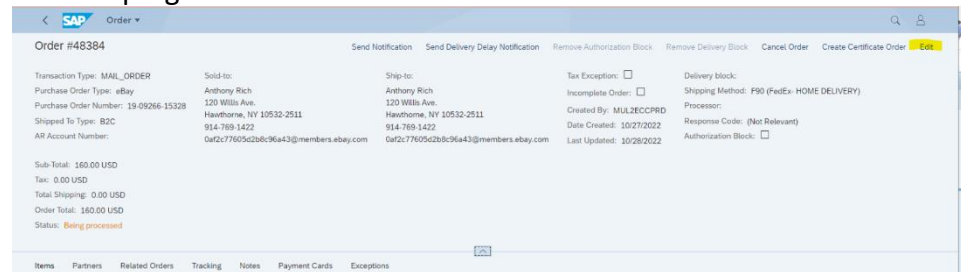 SAP Order
Order #48384
Send Notification Send Delivery Delay Notification Remove Authorization Block Remove Delivery Block Cancel Order Create Certificate Order Edit
Transaction Type: MAIL_ORDER
Purchase Order Type: eBay
Purchase Order Number: 19-09266-15328
Shipped To Type: B2C
AR Account Number:
Sold-to:
Anthony Rich
120 Willis Ave.
Hawthorne, NY 10532-2511
914-769-1422
0af2c77605d2b8c96a43@members.ebay.com
Ship-to:
Anthony Rich
120 Willis Ave.
Hawthorne, NY 10532-2511
914-769-1422
0af2c77605d2b8c96a43@members.ebay.com
Tax Exception:
Incomplete Order:
Created By: MUL2ECCPRD
Date Created: 10/27/2022
Last Updated: 10/28/2022
Delivery block:
Shipping Method: F90 (FedEx- HOME DELIVERY)
Processor:
Response Code: (Not Relevant)
Authorization Block:
Sub-Total: 160.00 USD
Tax: 0.00 USD
Total Shipping: 0.00 USD
Order Total: 160.00 USD
Status: Being processed
Items Partners Related Orders Tracking Notes Payment Cards Exceptions